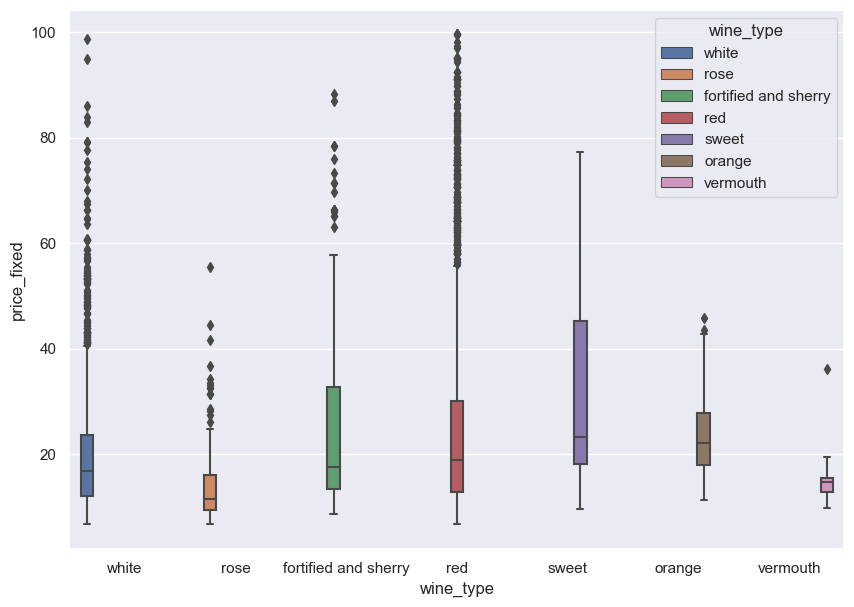 100
80
60
40
20
price_fixed
wine_type
white
rose
fortified and sherry
red
sweet
orange
vermouth
white
rose
fortified and sherry
red
sweet
orange
vermouth
wine_type